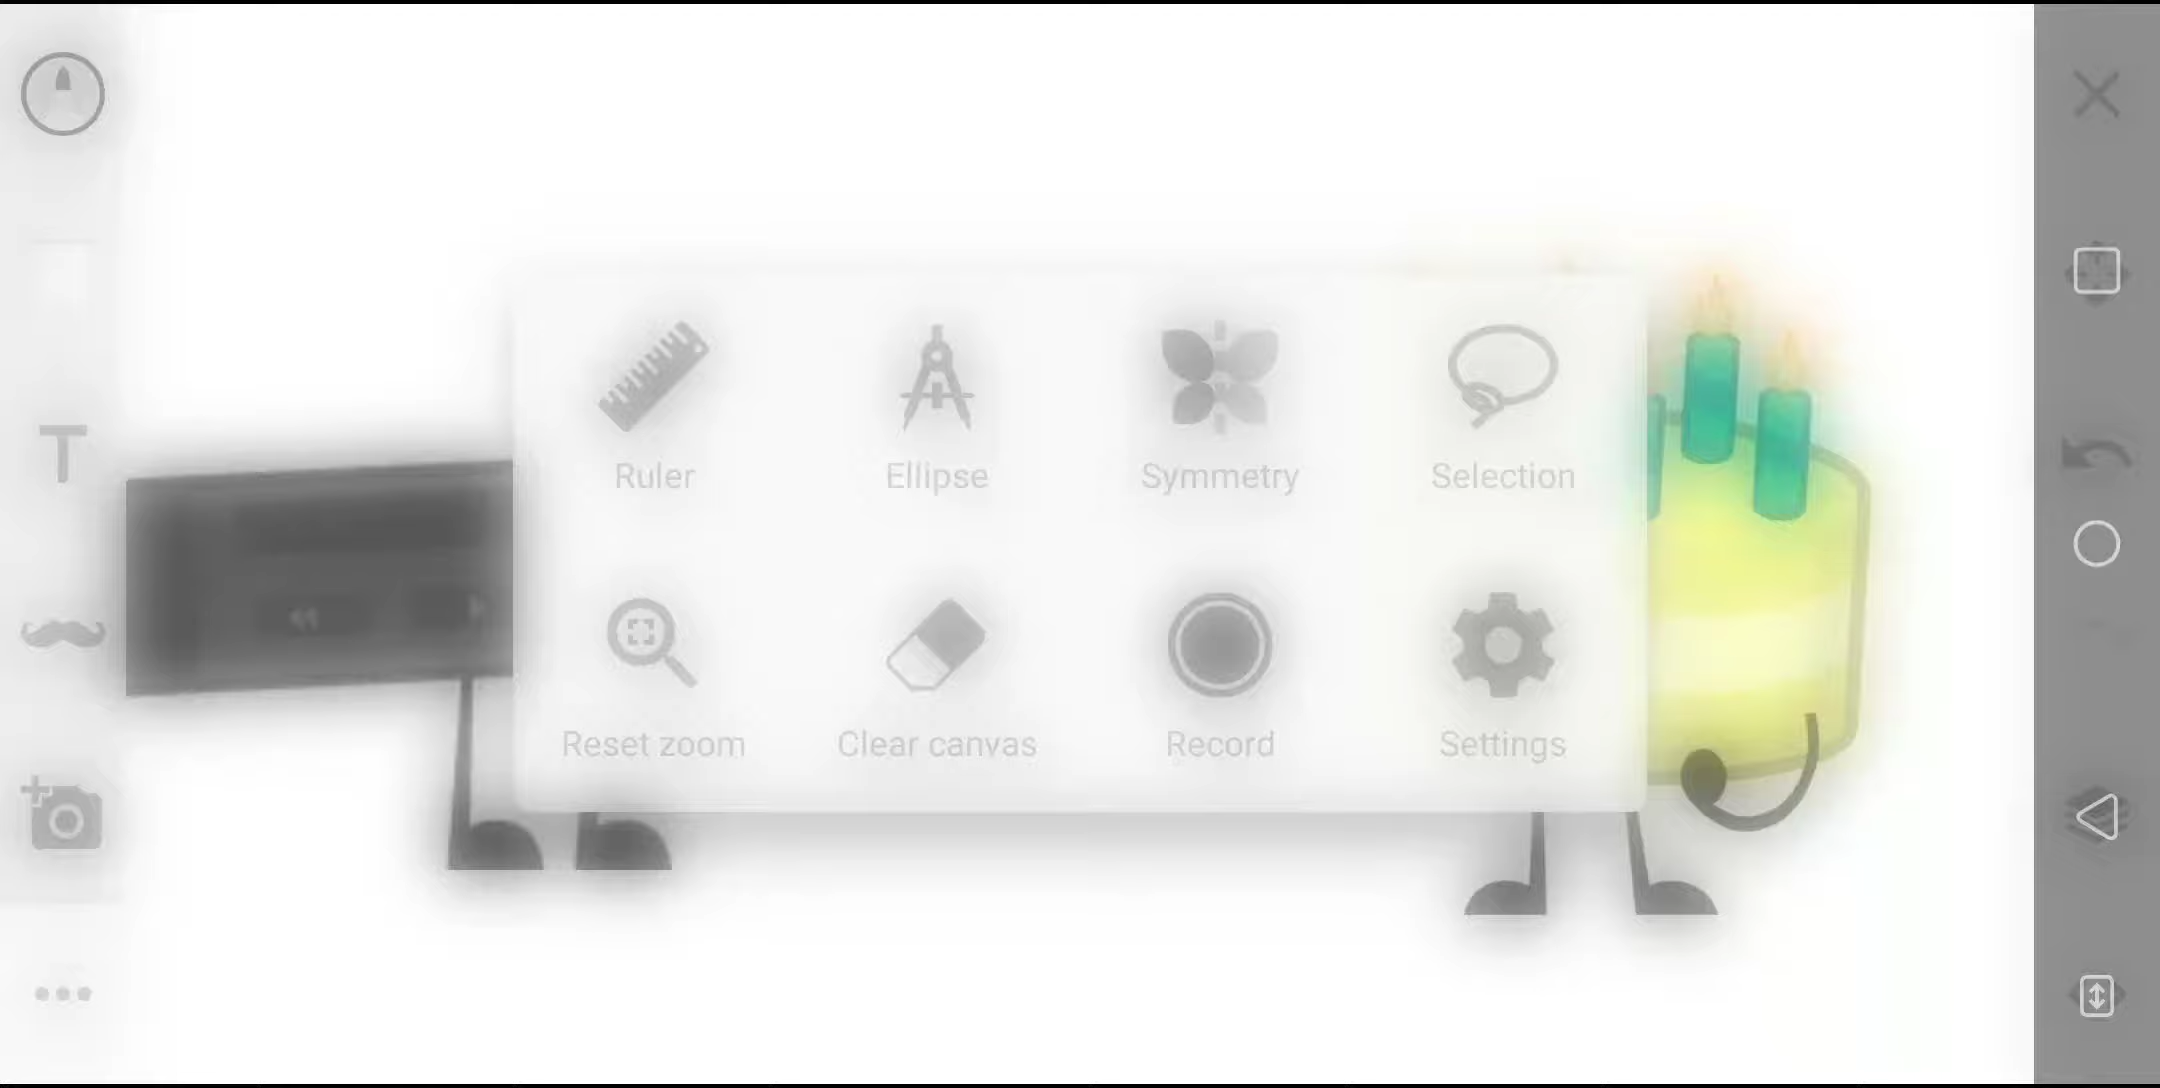 T
Ruler
Ellipse
Symmetry
Selection
Reset zoom
Clear canvas
Record
Settings